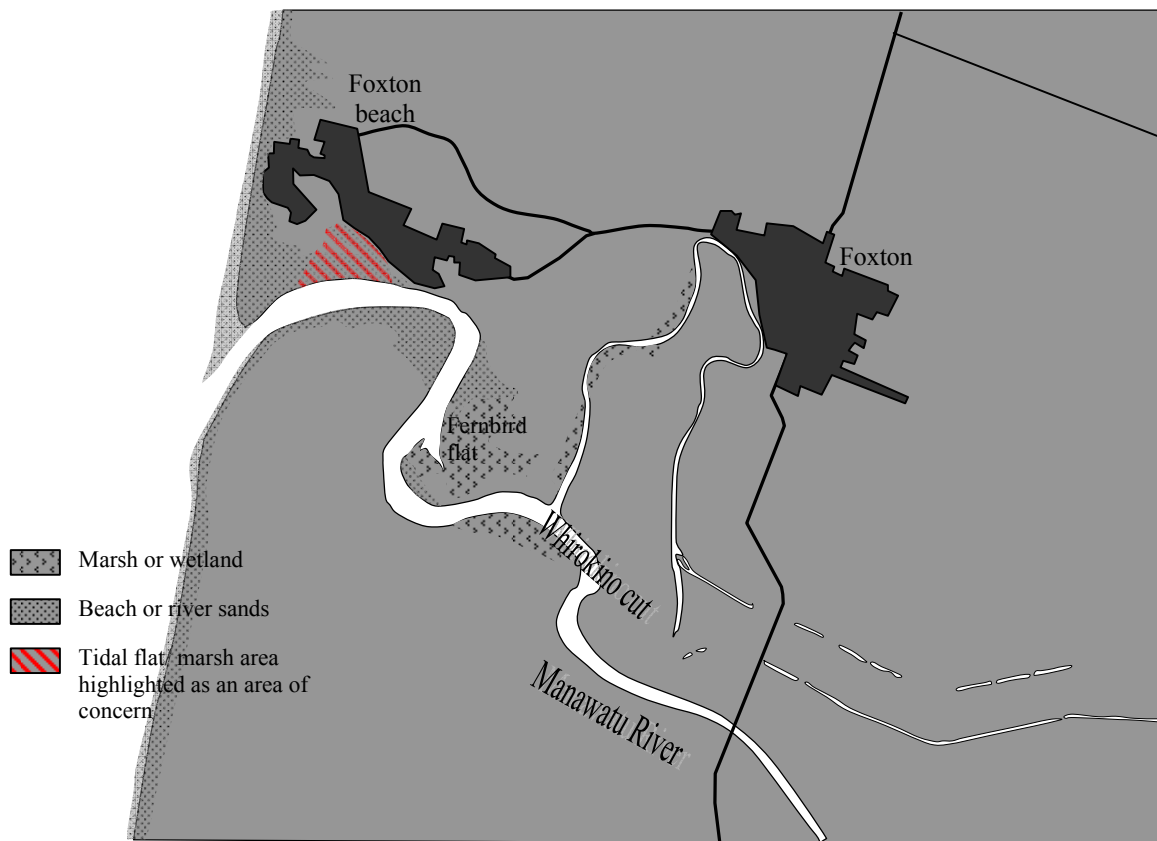 Foxton
beach
Foxton
Fernbird
flat
Whirokino cut
Manawatu River
Marsh or wetland
Beach or river sands
Tidal flat/ marsh area
highlighted as an area of
concern